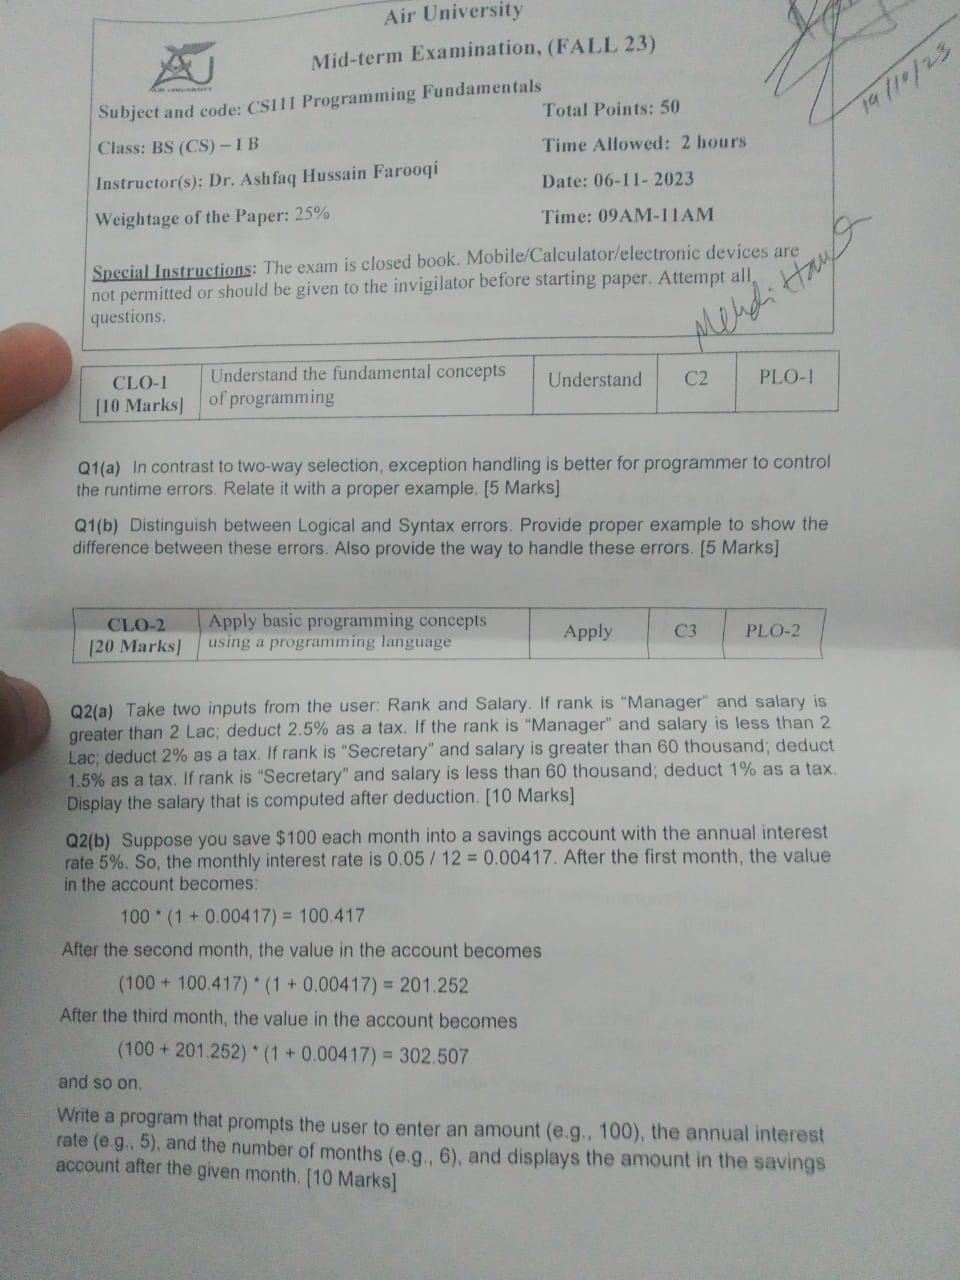 Air University
Mid-term Examination, (FALL 23)
Subject and code: CS111 Programming Fundamentals
Total Points: 50
Class: BS (CS) – I B
Time Allowed: 2 hours
Instructor(s): Dr. Ashfaq Hussain Farooqi
Date: 06-11- 2023
Weightage of the Paper: 25%
Time: 09AM-11AM
Special Instructions: The exam is closed book. Mobile/Calculator/electronic devices are
not permitted or should be given to the invigilator before starting paper. Attempt all
questions.
Mehdi
CLO-1
[10 Marks]
Understand the fundamental concepts
of programming
Understand
C2
PLO-1
Q1(a) In contrast to two-way selection, exception handling is better for programmer to control
the runtime errors. Relate it with a proper example. [5 Marks]
Q1(b) Distinguish between Logical and Syntax errors. Provide proper example to show the
difference between these errors. Also provide the way to handle these errors. [5 Marks]
CLO-2
[20 Marks]
Apply basic programming concepts
using a programming language
Apply
C3
PLO-2
Q2(a) Take two inputs from the user: Rank and Salary. If rank is “Manager” and salary is
greater than 2 Lac; deduct 2.5% as a tax. If the rank is “Manager” and salary is less than 2
Lac; deduct 2% as a tax. If rank is “Secretary” and salary is greater than 60 thousand; deduct
1.5% as a tax. If rank is “Secretary” and salary is less than 60 thousand; deduct 1% as a tax.
Display the salary that is computed after deduction. [10 Marks]
Q2(b) Suppose you save $100 each month into a savings account with the annual interest
rate 5%. So, the monthly interest rate is 0.05 / 12 = 0.00417. After the first month, the value
in the account becomes:
100 * (1 + 0.00417) = 100.417
After the second month, the value in the account becomes
(100 + 100.417) * (1 + 0.00417) = 201.252
After the third month, the value in the account becomes
(100 + 201.252) * (1 + 0.00417) = 302.507
and so on.
Write a program that prompts the user to enter an amount (e.g., 100), the annual interest
rate (e.g., 5), and the number of months (e.g., 6), and displays the amount in the savings
account after the given month. [10 Marks]